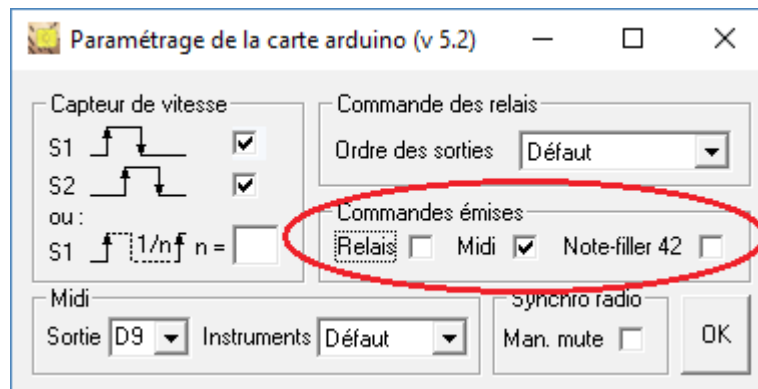 Paramétrage de la carte arduino (v 5.2)
Capteur de vitesse
S1
S2
ou :
S1 1/n n =
Commande des relais
Ordre des sorties Défaut
Commandes émises
Relais Midi Note-filler 42
Midi
Sortie D9 Instruments Défaut
Synchro radio
Man. mute
OK